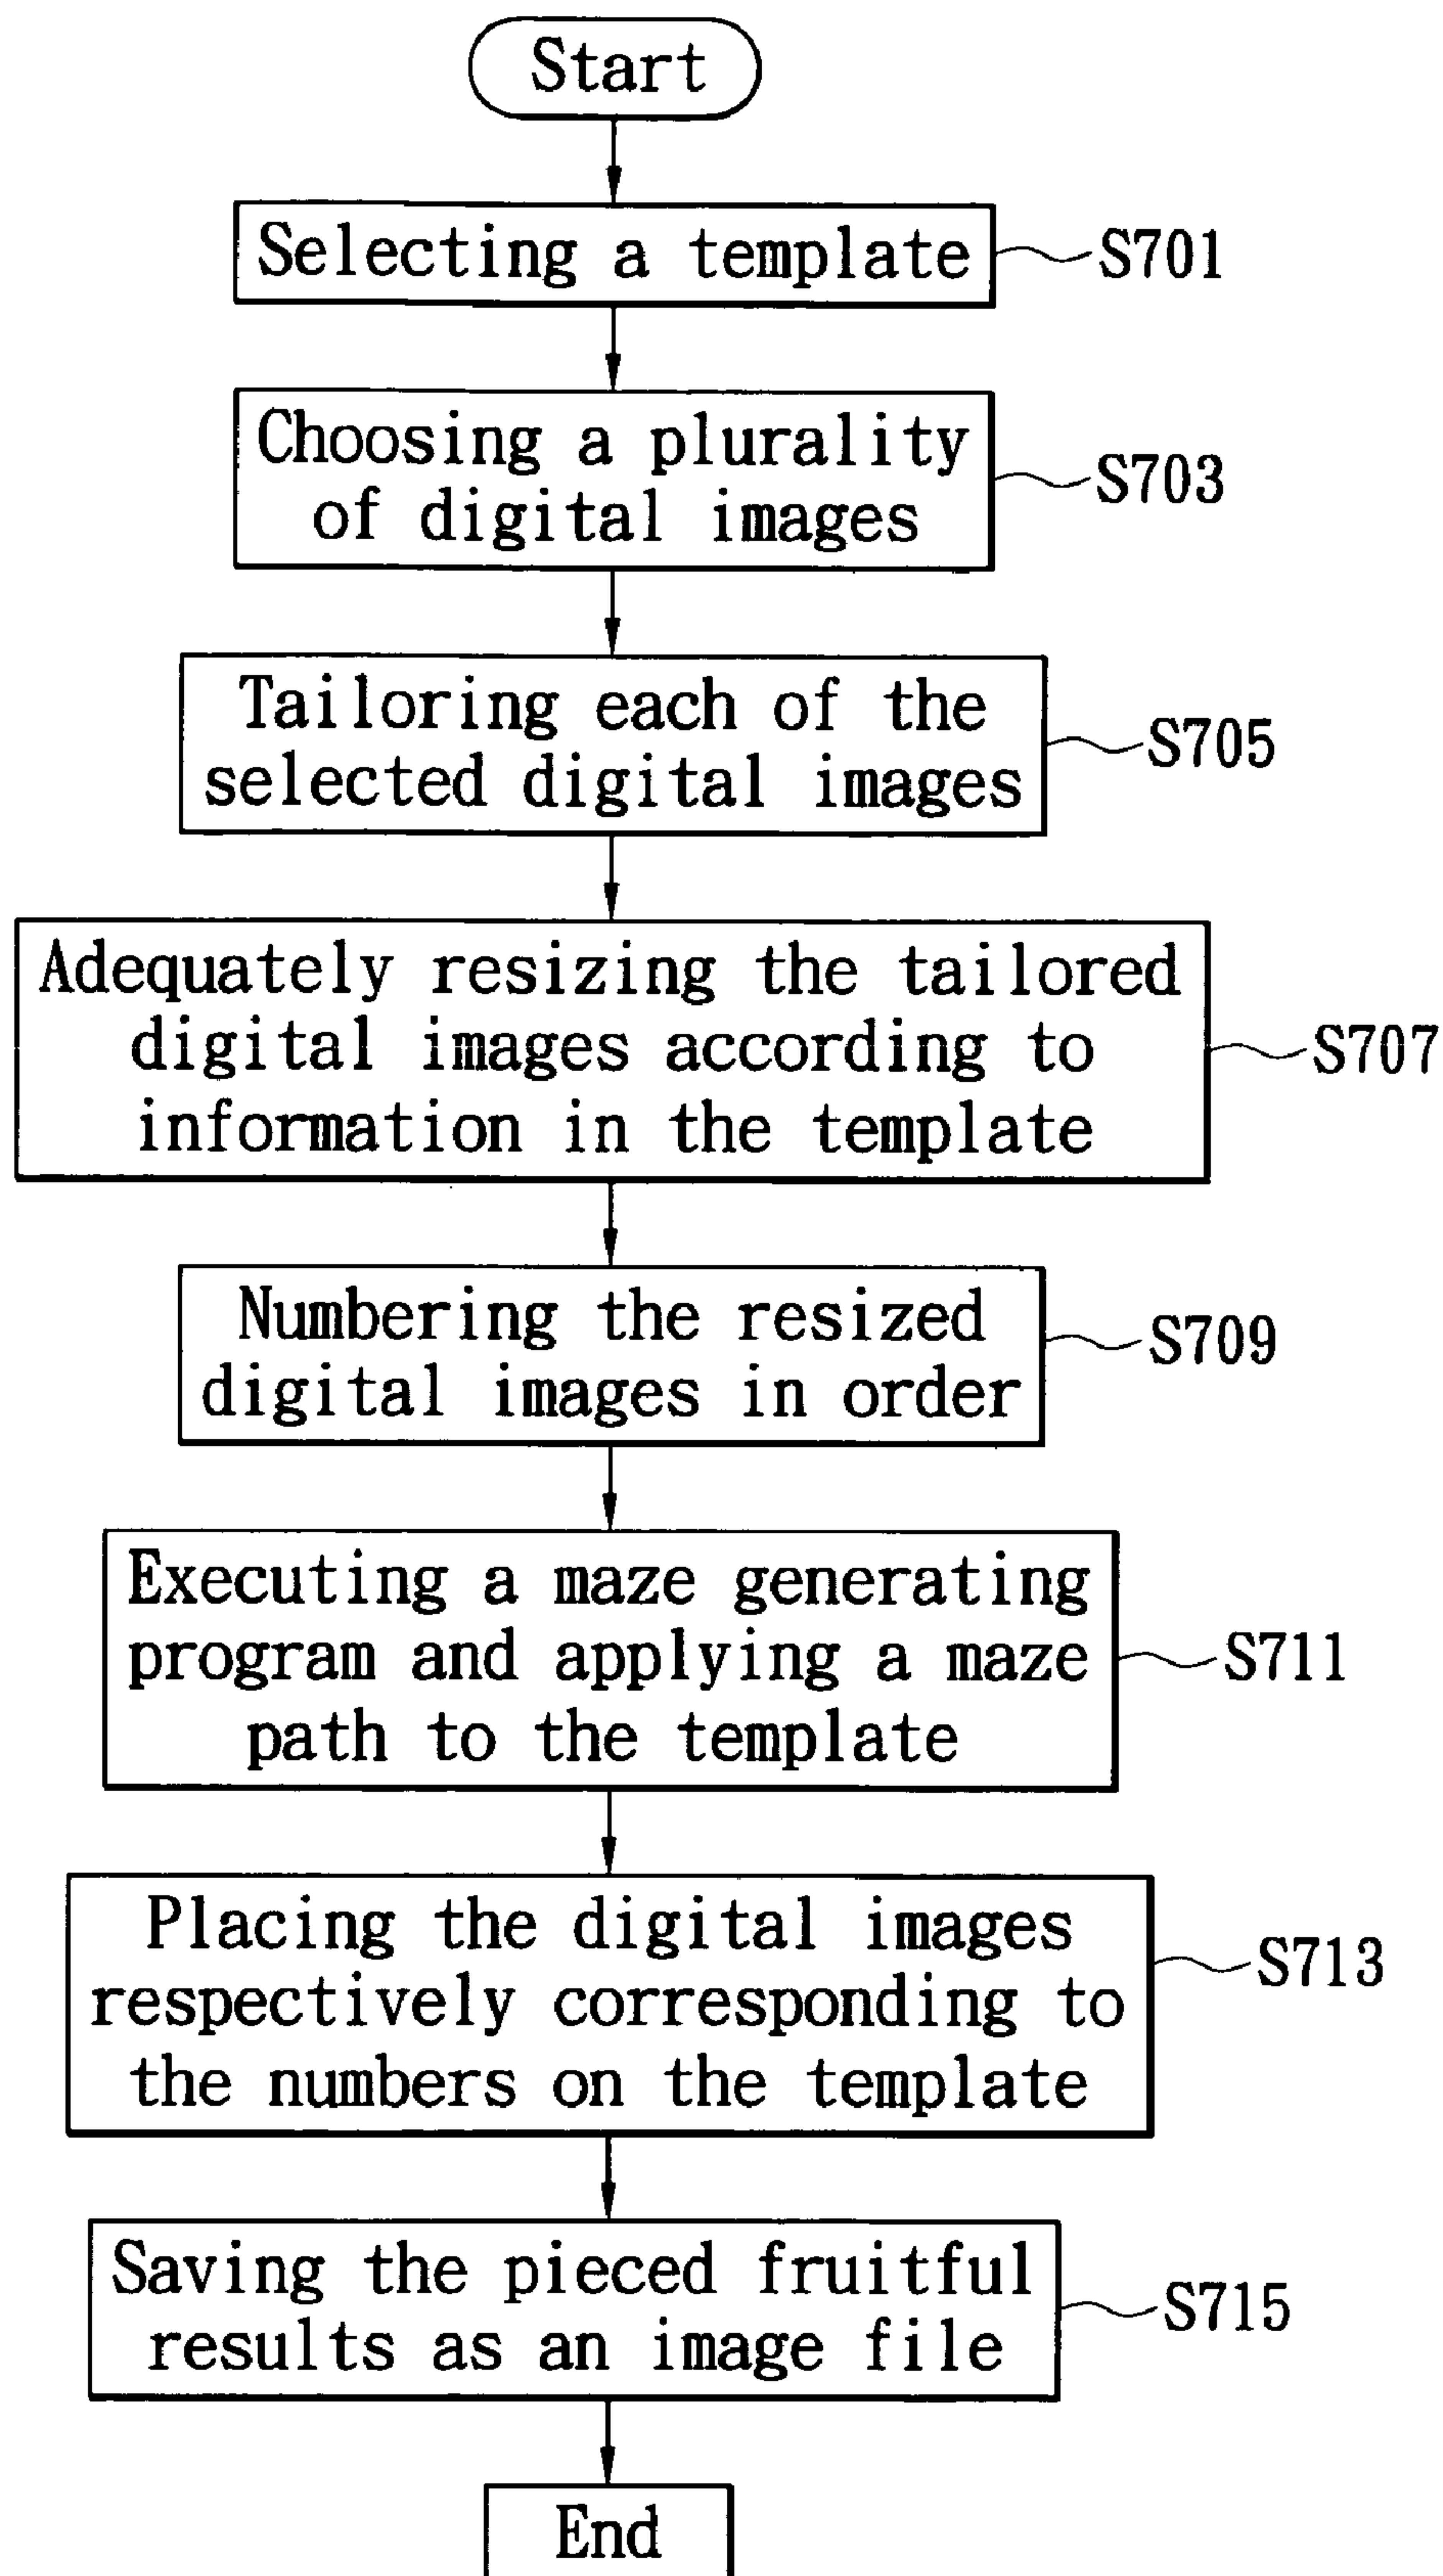 Start
Selecting a template
S701
Choosing a plurality
of digital images
S703
Tailoring each of the
selected digital images
S705
Adequately resizing the tailored
digital images according to
information in the template
S707
Numbering the resized
digital images in order
S709
Executing a maze generating
program and applying a maze
path to the template
S711
Placing the digital images
respectively corresponding to
the numbers on the template
S713
Saving the pieced fruitful
results as an image file
S715
End